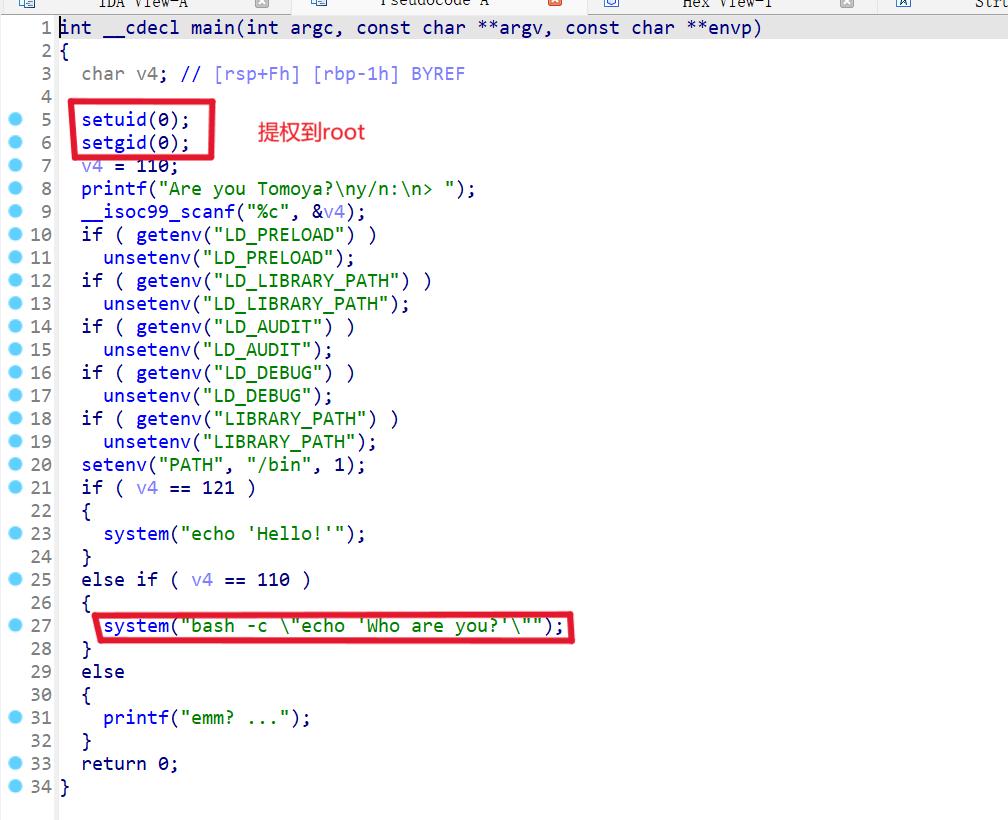 IDA View-A Pseudocode-A Hex View-1
1 int __cdecl main(int argc, const char **argv, const char **envp)
2 {
3 char v4; // [rsp+Fh] [rbp-1h] BYREF
4
5 setuid(0);
提权到root
6 setgid(0);
7 v4 = 110;
8 printf("Are you Tomoya?\ny/n:\n> ");
9 __isoc99_scanf("%c", &v4);
10 if ( getenv("LD_PRELOAD") )
11 unsetenv("LD_PRELOAD");
12 if ( getenv("LD_LIBRARY_PATH") )
13 unsetenv("LD_LIBRARY_PATH");
14 if ( getenv("LD_AUDIT") )
15 unsetenv("LD_AUDIT");
16 if ( getenv("LD_DEBUG") )
17 unsetenv("LD_DEBUG");
18 if ( getenv("LIBRARY_PATH") )
19 unsetenv("LIBRARY_PATH");
20 setenv("PATH", "/bin", 1);
21 if ( v4 == 121 )
22 {
23 system("echo 'Hello!'");
24 }
25 else if ( v4 == 110 )
26 {
27 system("bash -c \"echo 'Who are you?'\"");
28 }
29 else
30 {
31 printf("emm? ...");
32 }
33 return 0;
34 }